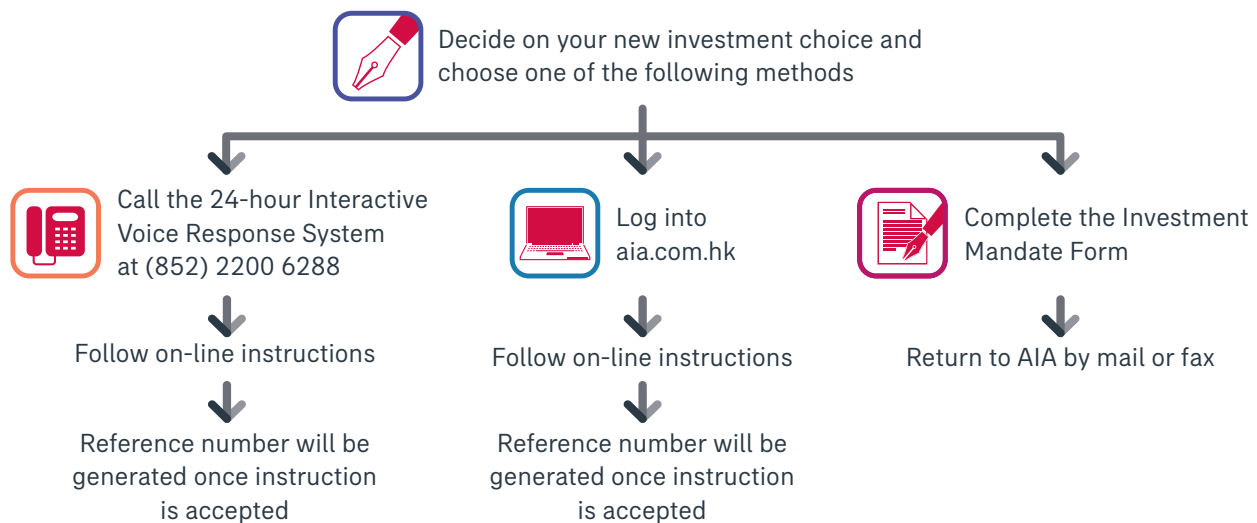 Decide on your new investment choice and
choose one of the following methods
Call the 24-hour Interactive
Voice Response System
at (852) 2200 6288
Follow on-line instructions
Reference number will be
generated once instruction
is accepted
Log into
aia.com.hk
Follow on-line instructions
Reference number will be
generated once instruction
is accepted
Complete the Investment
Mandate Form
Return to AIA by mail or fax